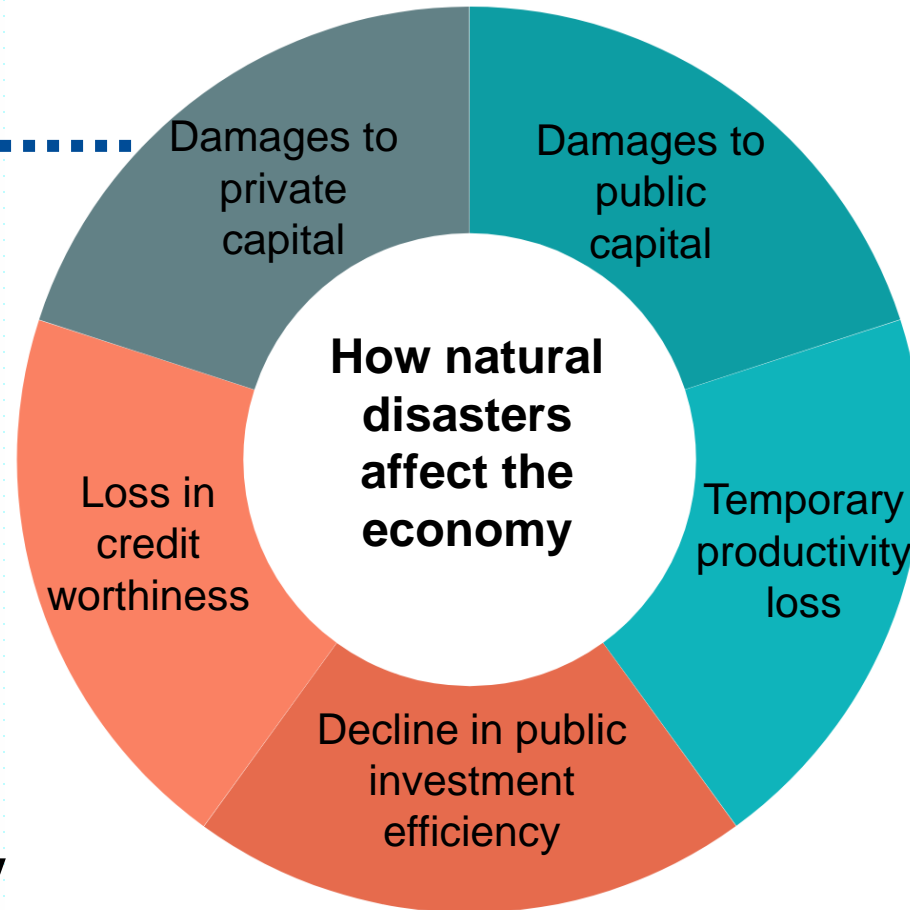 Damages to
private
capital
Damages to
public
capital
How natural
disasters
affect the
economy
Loss in
credit
worthiness
Temporary
productivity
loss
Decline in public
investment
efficiency